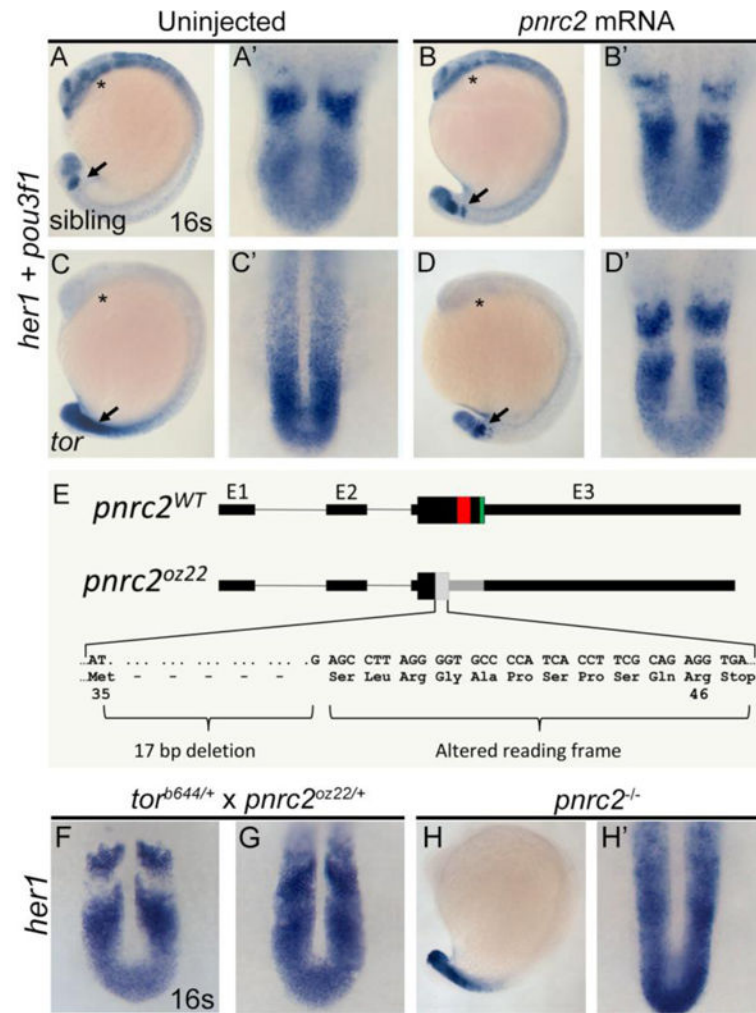 Uninjected
pnrc2 mRNA
A
*
sibling
16s
A'
B
*
B'
her1 + pou3f1
C
*
tor
C'
D
*
D'
E
E1
E2
E3
pnrc2WT
pnrc2oz22
…AT. ... ... ... ... ... .G AGC CTT AGG GGT GCC CCA TCA CCT TCG CAG AGG TGA…
…Met - - - - - Ser Leu Arg Gly Ala Pro Ser Pro Ser Gln Arg Stop
35
46
17 bp deletion
Altered reading frame
torb644/+ x pnrc2oz22/+
pnrc2-/-
her1
F
16s
G
H
H'